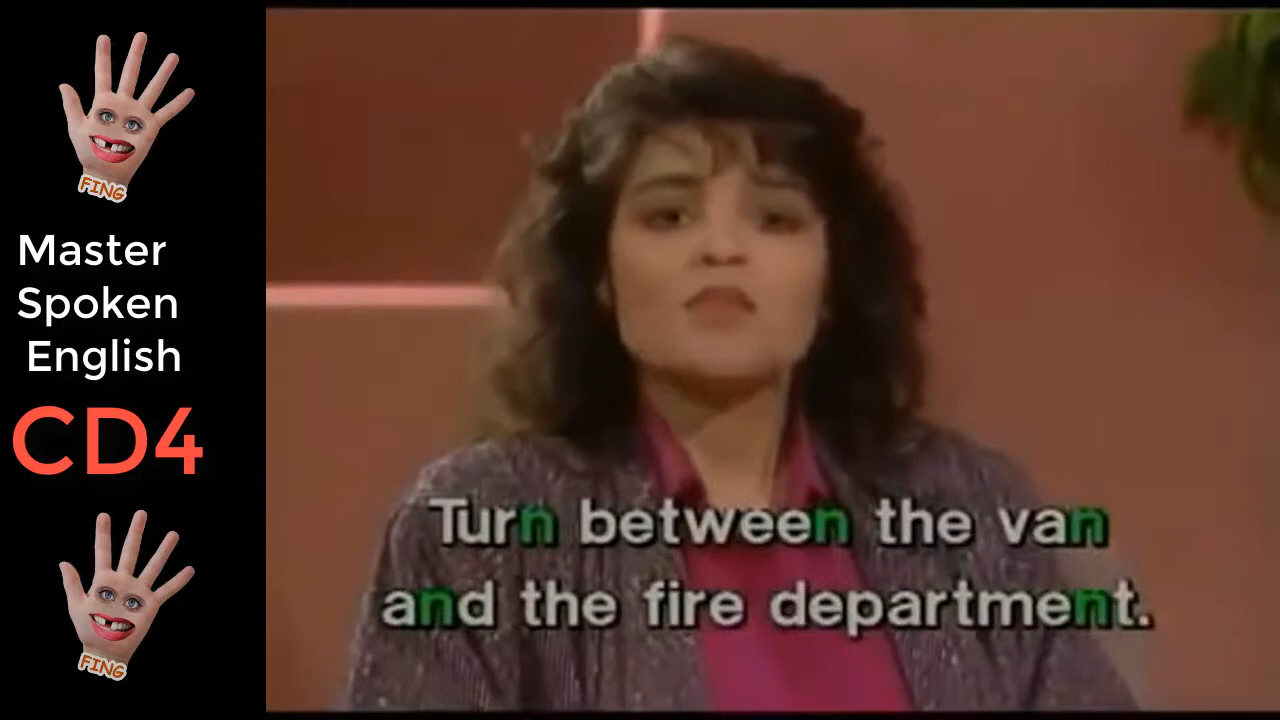 FING
Master
Spoken
English
CD4
FING
Turn between the van
and the fire department.